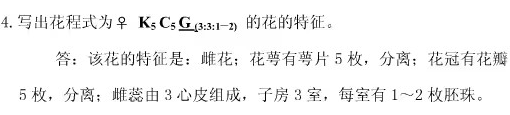 4.写出花程式为♀ K5 C5 G (3:3:1—2) 的花的特征。
答：该花的特征是：雌花；花萼有萼片 5 枚，分离；花冠有花瓣
5 枚，分离；雌蕊由 3 心皮组成，子房 3 室，每室有 1～2 枚胚珠。